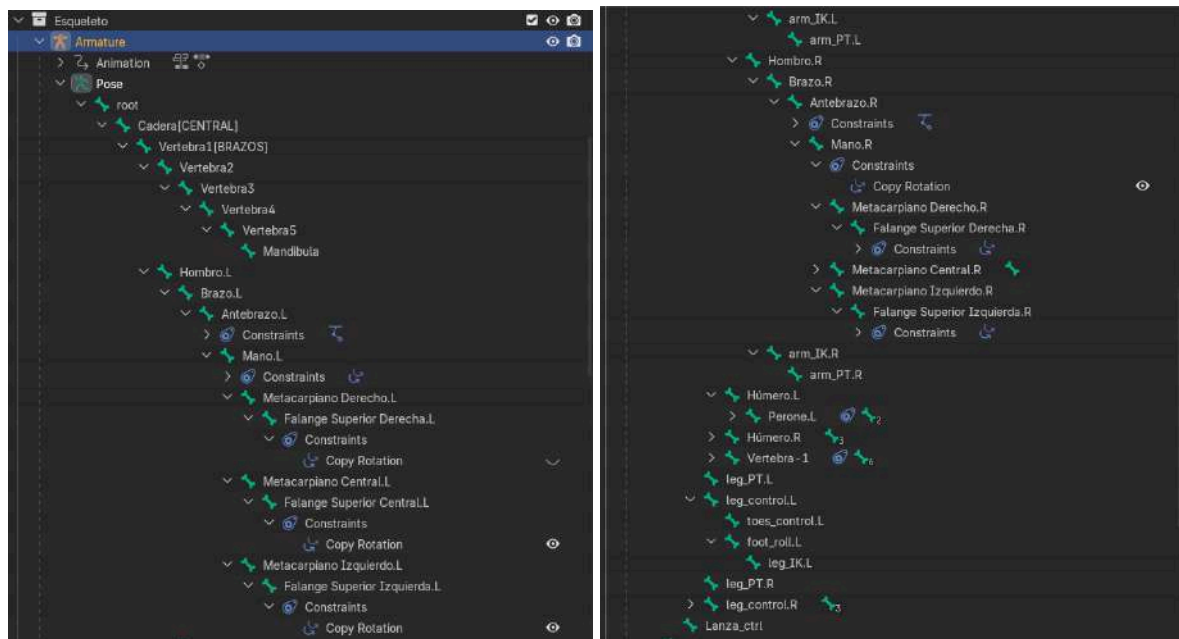 Esqueleto
Armature
Animation
Pose
root
Cadera[CENTRAL]
Vertebra1[BRAZOS]
Vertebra2
Vertebra3
Vertebra4
Vertebra5
Mandibula
Hombro.L
Brazo.L
Antebrazo.L
Constraints
Mano.L
Constraints
Metacarpiano Derecho.L
Falange Superior Derecha.L
Constraints
Copy Rotation
Metacarpiano Central.L
Falange Superior Central.L
Constraints
Copy Rotation
Metacarpiano Izquierdo.L
Falange Superior Izquierda.L
Constraints
Copy Rotation
arm_IK.L
arm_PT.L
Hombro.R
Brazo.R
Antebrazo.R
Constraints
Mano.R
Constraints
Copy Rotation
Metacarpiano Derecho.R
Falange Superior Derecha.R
Constraints
Metacarpiano Central.R
Metacarpiano Izquierdo.R
Falange Superior Izquierda.R
Constraints
arm_IK.R
arm_PT.R
Húmero.L
Perone.L 2
Húmero.R 3
Vertebra-1 6
leg_PT.L
leg_control.L
toes_control.L
foot_roll.L
leg_IK.L
leg_PT.R
leg_control.R 3
Lanza_ctrl